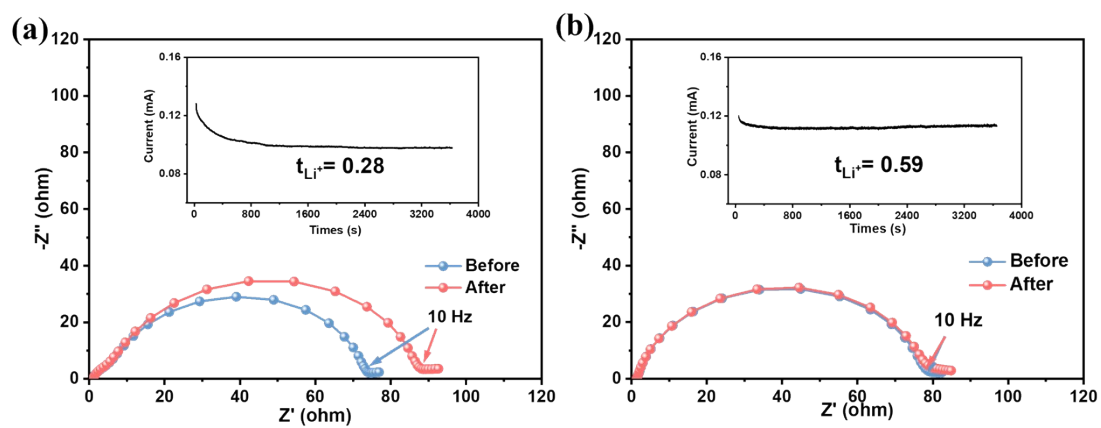 (a)
120
100
80
60
40
20
0
-Z'' (ohm)
0 20 40 60 80 100 120
Z' (ohm)
0.16
0.12
0.08
Current (mA)
0 800 1600 2400 3200 4000
Times (s)
tLi+= 0.28
Before
After
10 Hz
(b)
120
100
80
60
40
20
0
-Z'' (ohm)
0 20 40 60 80 100 120
Z' (ohm)
0.16
0.12
0.08
Current (mA)
0 800 1600 2400 3200 4000
Times (s)
tLi+= 0.59
Before
After
10 Hz